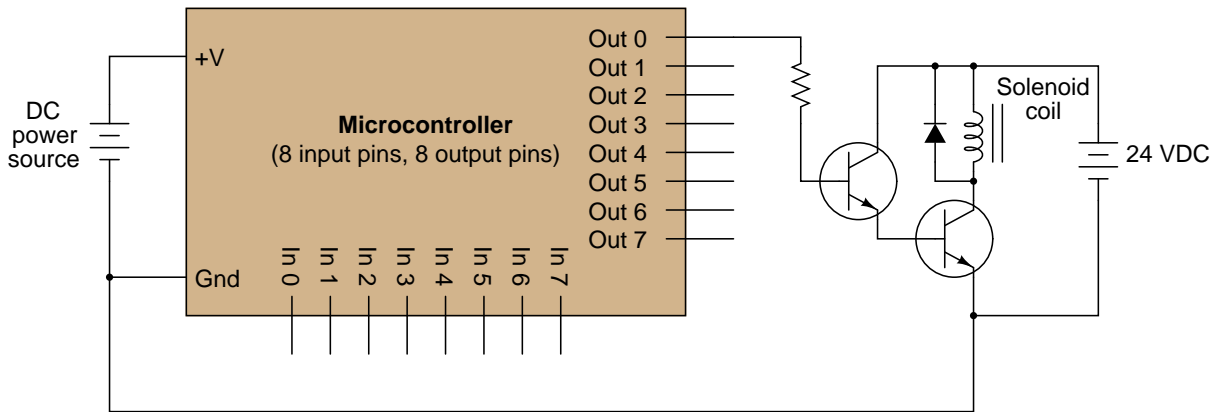 DC
power
source
+V
Gnd
Microcontroller
(8 input pins, 8 output pins)
Out 0
Out 1
Out 2
Out 3
Out 4
Out 5
Out 6
Out 7
In 0
In 1
In 2
In 3
In 4
In 5
In 6
In 7
Solenoid
coil
24 VDC